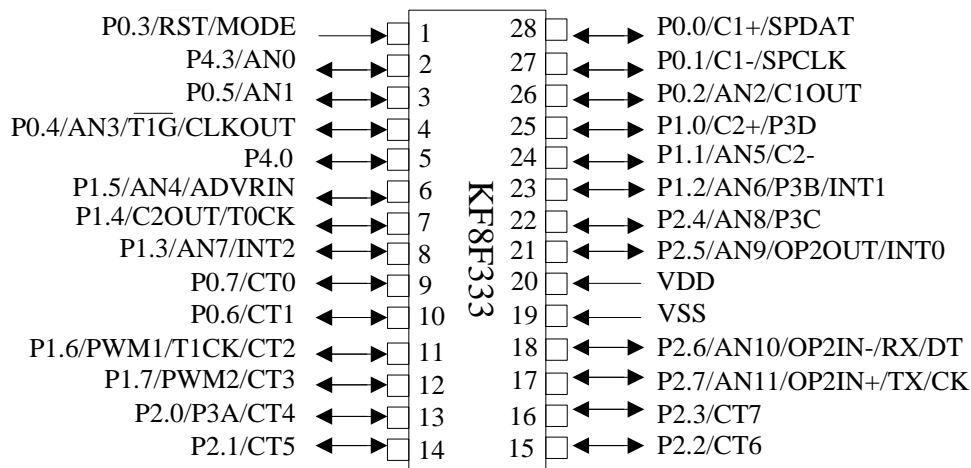 P0.3/RST/MODE 1 28 P0.0/C1+/SPDAT
P4.3/AN0 2 27 P0.1/C1-/SPCLK
P0.5/AN1 3 26 P0.2/AN2/C1OUT
P0.4/AN3/T1G/CLKOUT 4 25 P1.0/C2+/P3D
P4.0 5 24 P1.1/AN5/C2-
P1.5/AN4/ADVRIN 6 23 P1.2/AN6/P3B/INT1
P1.4/C2OUT/T0CK 7 22 P2.4/AN8/P3C
P1.3/AN7/INT2 8 21 P2.5/AN9/OP2OUT/INT0
P0.7/CT0 9 20 VDD
P0.6/CT1 10 19 VSS
P1.6/PWM1/T1CK/CT2 11 18 P2.6/AN10/OP2IN-/RX/DT
P1.7/PWM2/CT3 12 17 P2.7/AN11/OP2IN+/TX/CK
P2.0/P3A/CT4 13 16 P2.3/CT7
P2.1/CT5 14 15 P2.2/CT6
KF8F333